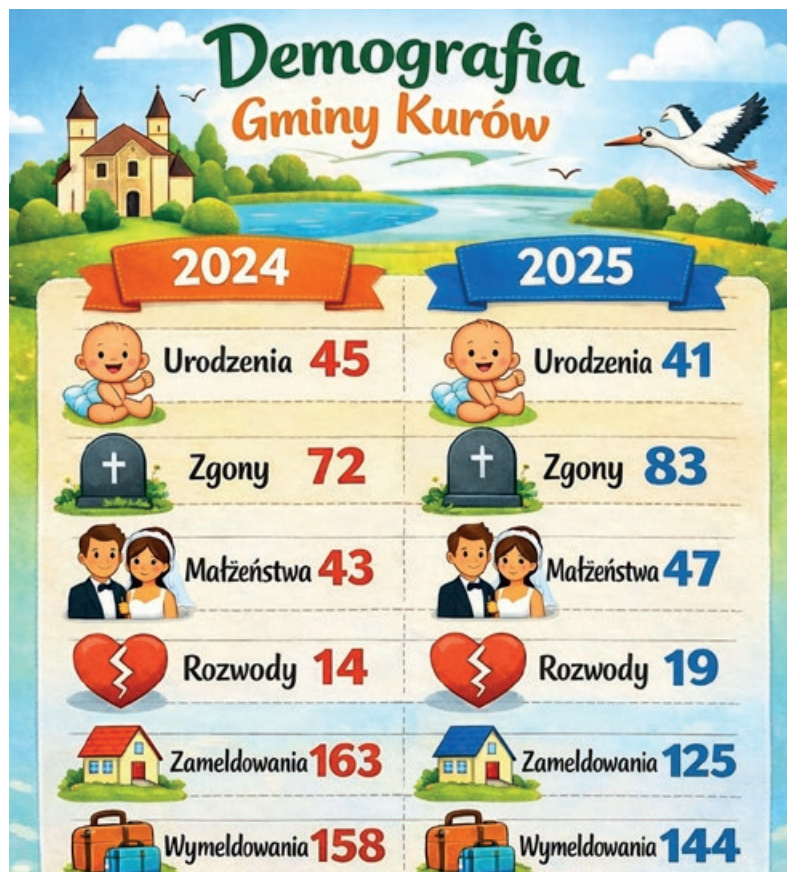 Demografia
Gminy Kurów
2024
2025
Urodzenia 45
Urodzenia 41
Zgony 72
Zgony 83
Małżeństwa 43
Małżeństwa 47
Rozwody 14
Rozwody 19
Zameldowania 163
Zameldowania 125
Wymeldowania 158
Wymeldowania 144